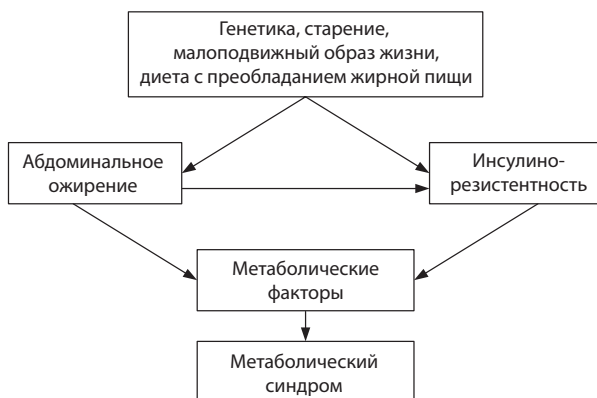 Генетика, старение,
малоподвижный образ жизни,
диета с преобладанием жирной пищи
Абдоминальное
ожирение
Инсулино-
резистентность
Метаболические
факторы
Метаболический
синдром